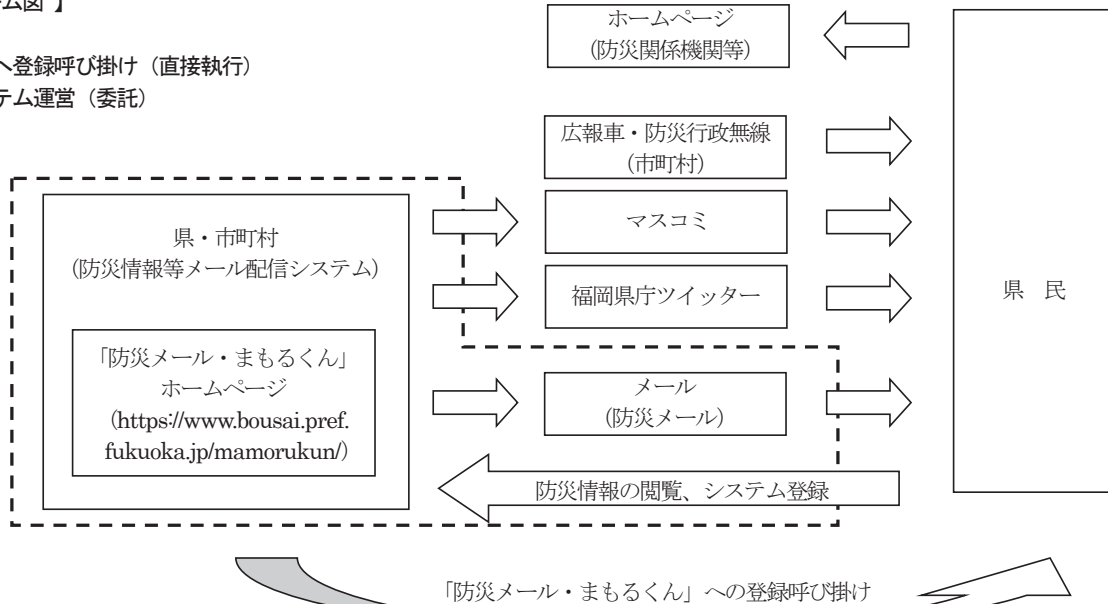 ム図 】
へ登録呼び掛け（直接執行）
テム運営（委託）
ホームページ
（防災関係機関等）
広報車・防災行政無線
（市町村）
マスコミ
福岡県庁ツイッター
メール
（防災メール）
県・市町村
（防災情報等メール配信システム）
「防災メール・まもるくん」
ホームページ
（https://www.bousai.pref.
fukuoka.jp/mamorukun/）
防災情報の閲覧、システム登録
県　民
「防災メール・まもるくん」への登録呼び掛け